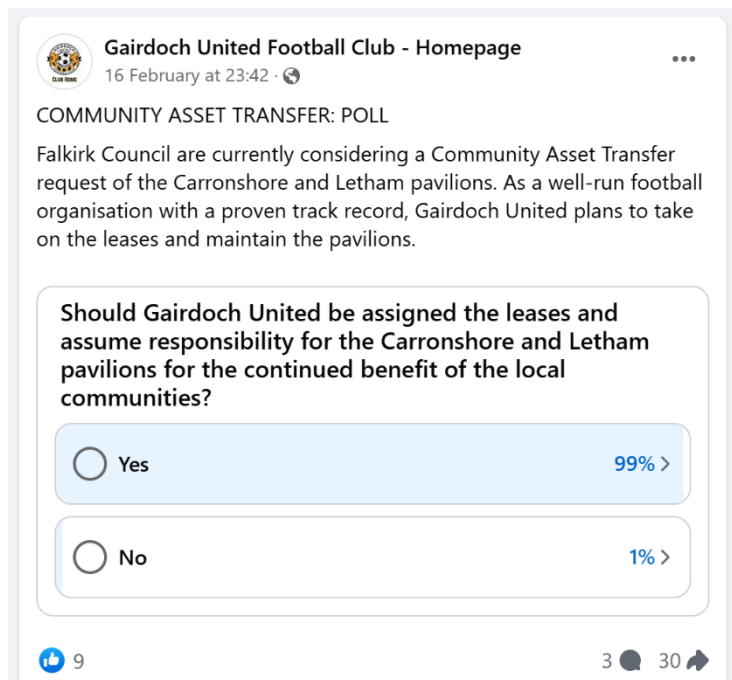 Gairdoch United Football Club - Homepage
16 February at 23:42 ·
COMMUNITY ASSET TRANSFER: POLL
Falkirk Council are currently considering a Community Asset Transfer
request of the Carronshore and Letham pavilions. As a well-run football
organisation with a proven track record, Gairdoch United plans to take
on the leases and maintain the pavilions.
Should Gairdoch United be assigned the leases and
assume responsibility for the Carronshore and Letham
pavilions for the continued benefit of the local
communities?
Yes 99%
No 1%
9 3 30